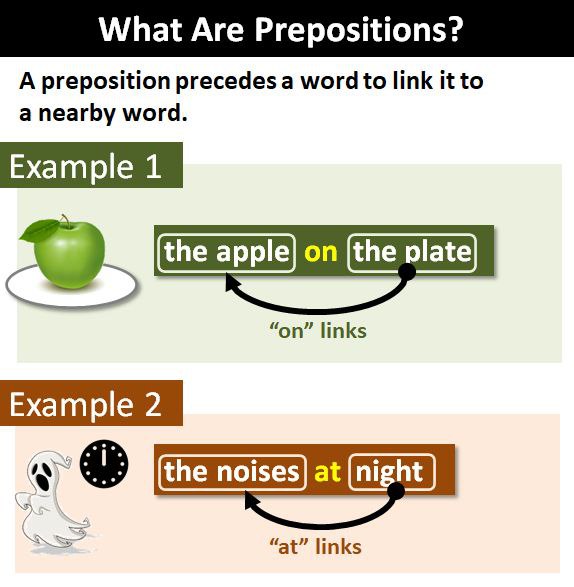 What Are Prepositions?
A preposition precedes a word to link it to
a nearby word.
Example 1
the apple on the plate
“on” links
Example 2
the noises at night
“at” links